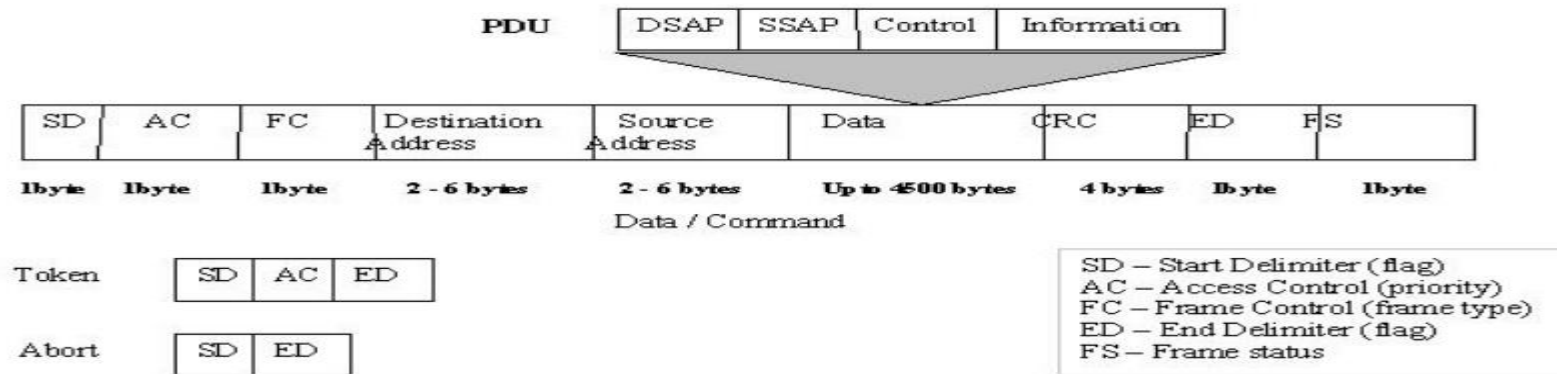 PDU DSAP SSAP Control Information
SD AC FC Destination Address Source Address Data CRC ED FS
1byte 1byte 1byte 2 - 6 bytes 2 - 6 bytes Up to 4500 bytes 4 bytes 1byte 1byte
Data / Command
Token SD AC ED
Abort SD ED
SD – Start Delimiter (flag)
AC – Access Control (priority)
FC – Frame Control (frame type)
ED – End Delimiter (flag)
FS – Frame status